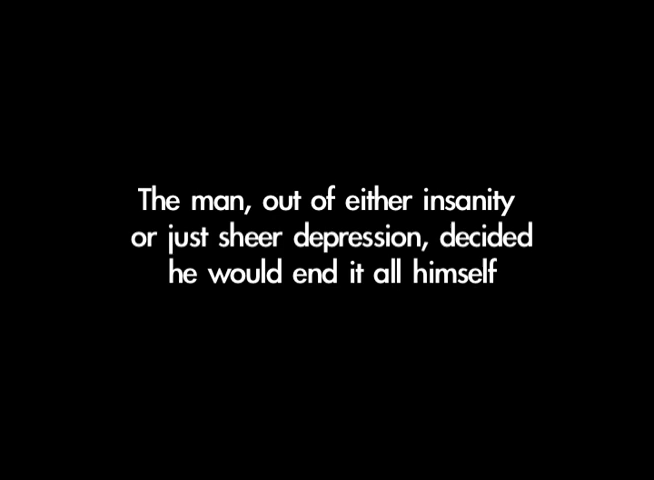 The man, out of either insanity
or just sheer depression, decided
he would end it all himself